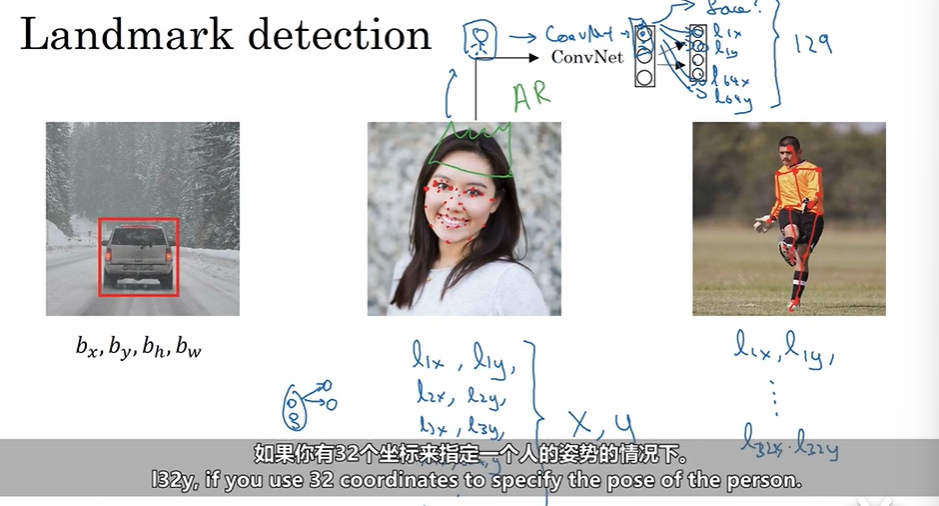 Landmark detection
ConvNet →
ConvNet
face?
l1x
l1y
l64x
l64y
129
AR
bx, by, bh, bw
l1x, l1y,
l2x, l2y,
l3x, l3y,
x, y
l1x, l1y,
⋮
l32x, l32y
如果你有32个坐标来指定一个人的姿势的情况下。
l32y, if you use 32 coordinates to specify the pose of the person.